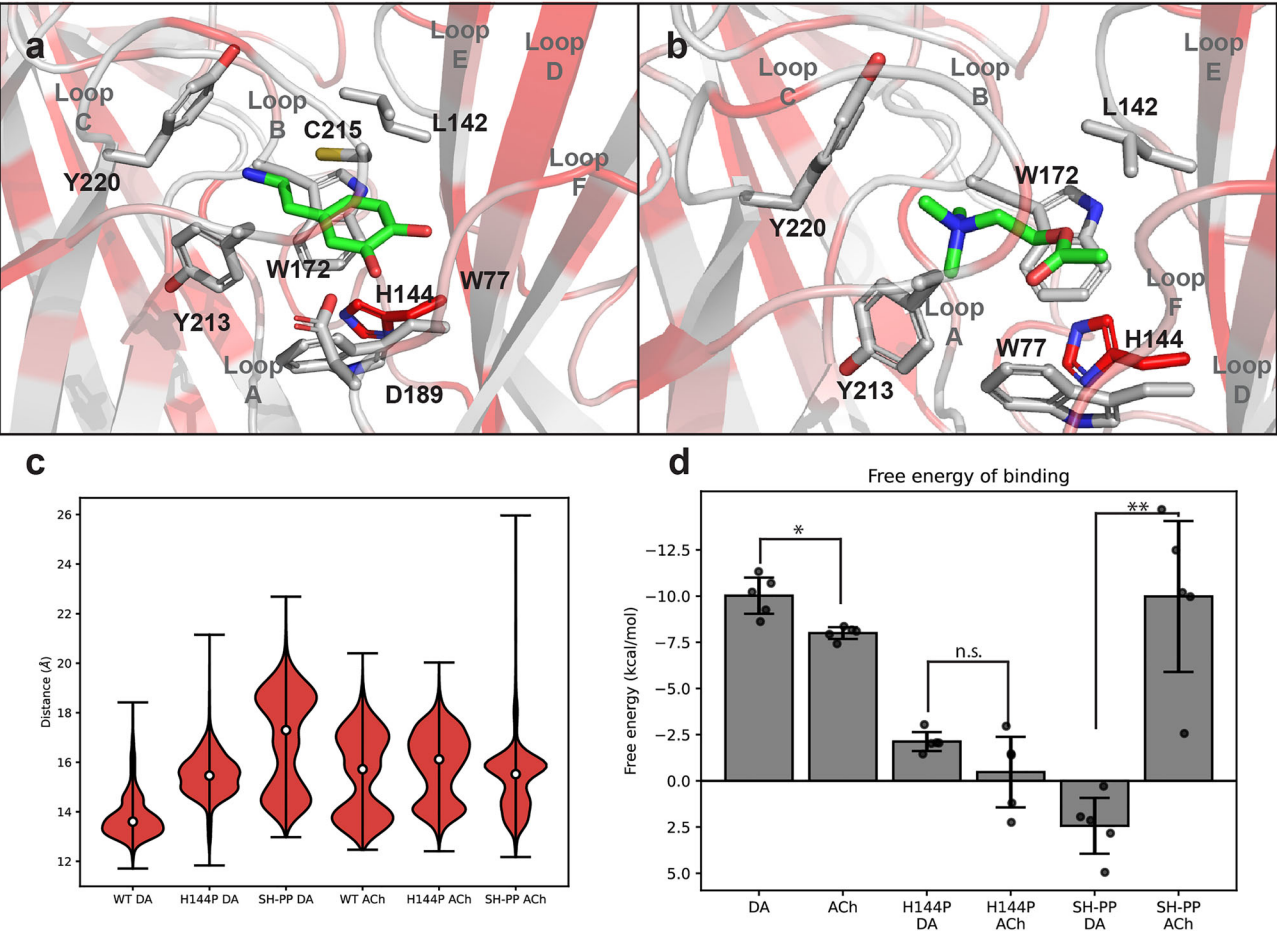 a
Loop
E
Loop
D
Loop
C
Loop
B
C215
L142
Y220
Loop
F
W172
W77
H144
Y213
Loop
A
D189
b
Loop
C
Loop
B
Loop
E
L142
W172
Y220
Loop
F
Loop
A
W77
H144
Y213
Loop
D
c
Distance (Å)
26
24
22
20
18
16
14
12
WT DA
H144P DA
SH-PP DA
WT ACh
H144P ACh
SH-PP ACh
d
Free energy of binding
Free energy (kcal/mol)
−12.5
−10.0
−7.5
−5.0
−2.5
0.0
2.5
5.0
*
n.s.
**
DA
ACh
H144P
DA
H144P
ACh
SH-PP
DA
SH-PP
ACh